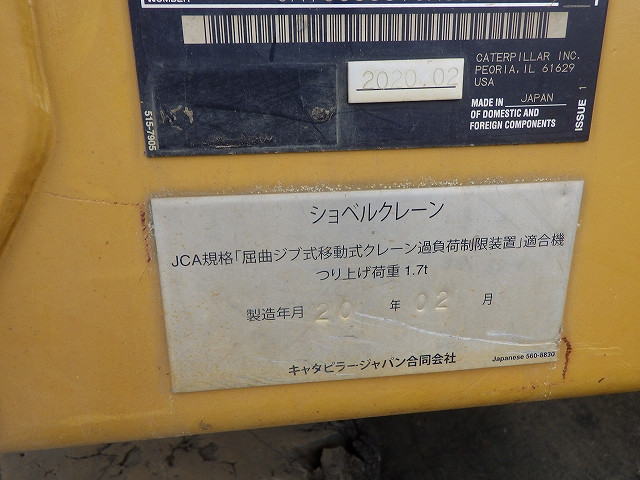 2020.02
CATERPILLAR INC.
PEORIA, IL 61629
USA
MADE IN JAPAN
OF DOMESTIC AND
FOREIGN COMPONENTS
ISSUE 1
515-7905
ショベルクレーン
JCA規格「屈曲ジブ式移動式クレーン過負荷制限装置」適合機
つり上げ荷重 1.7t
製造年月 20 年 02 月
キャタピラー・ジャパン合同会社
Japanese 560-8830